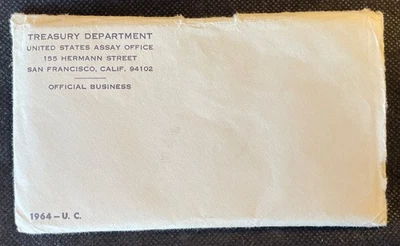 TREASURY DEPARTMENT
UNITED STATES ASSAY OFFICE
155 HERMANN STREET
SAN FRANCISCO, CALIF. 94102
OFFICIAL BUSINESS
1964 – U. C.